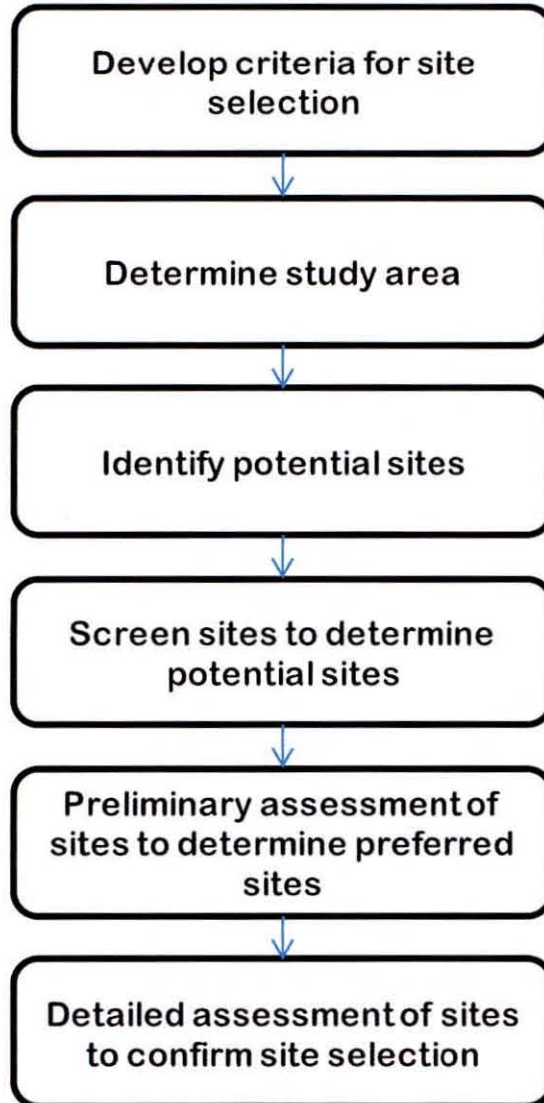 Develop criteria for site
selection
Determine study area
Identify potential sites
Screen sites to determine
potential sites
Preliminary assessment of
sites to determine preferred
sites
Detailed assessment of sites
to confirm site selection